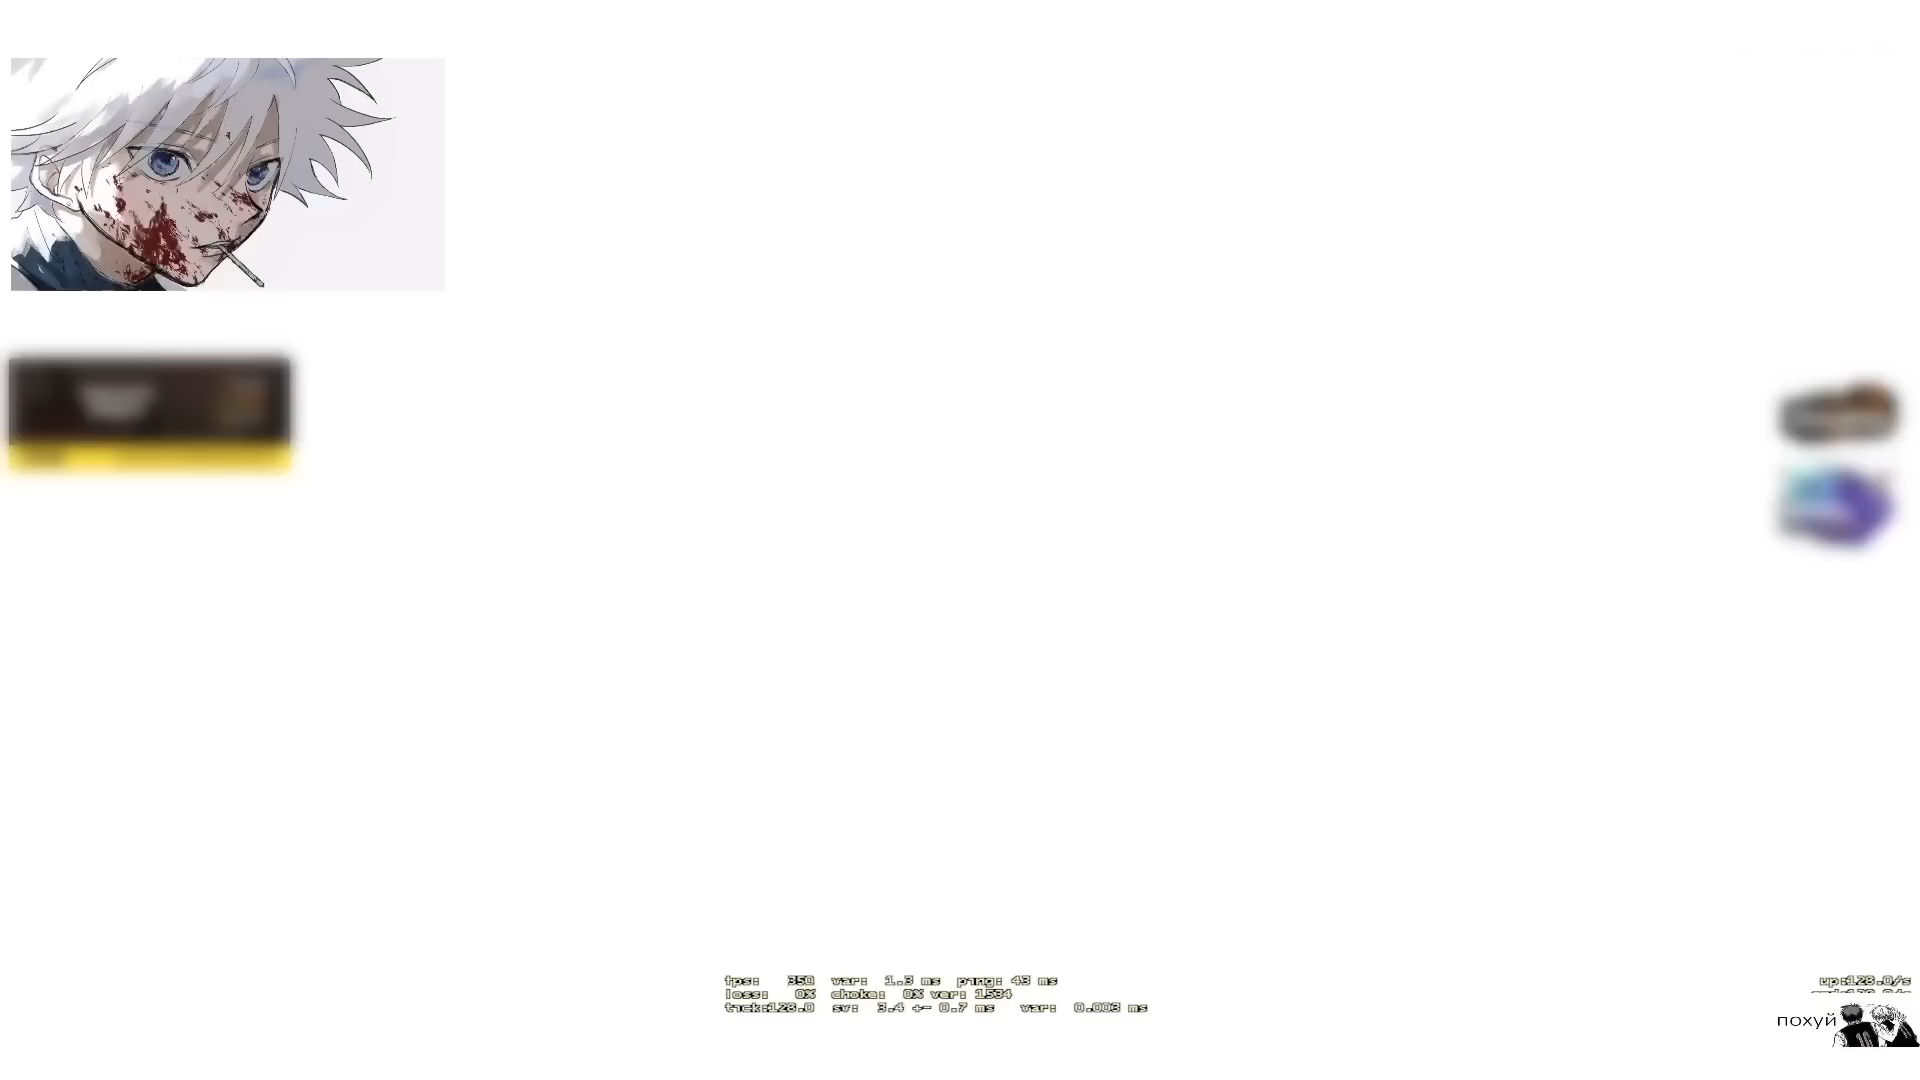 fps: 350 var: 1.3 ms ping: 43 ms
loss: 0% choke: 0% ver: 1534
tick:128.0 sv: 3.4 +- 0.7 ms var: 0.003 ms
up:128.0/s
похуй